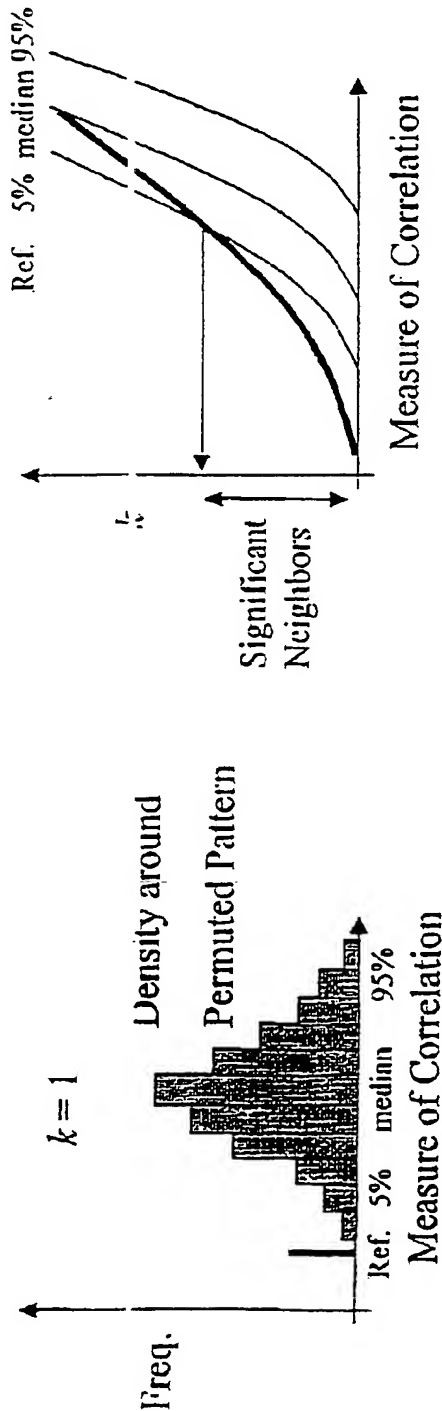 k = 1
Freq.
Density around
Permuted Pattern
Ref. 5% median 95%
Measure of Correlation
Ref. 5% median 95%
Significant
Neighbors
Measure of Correlation